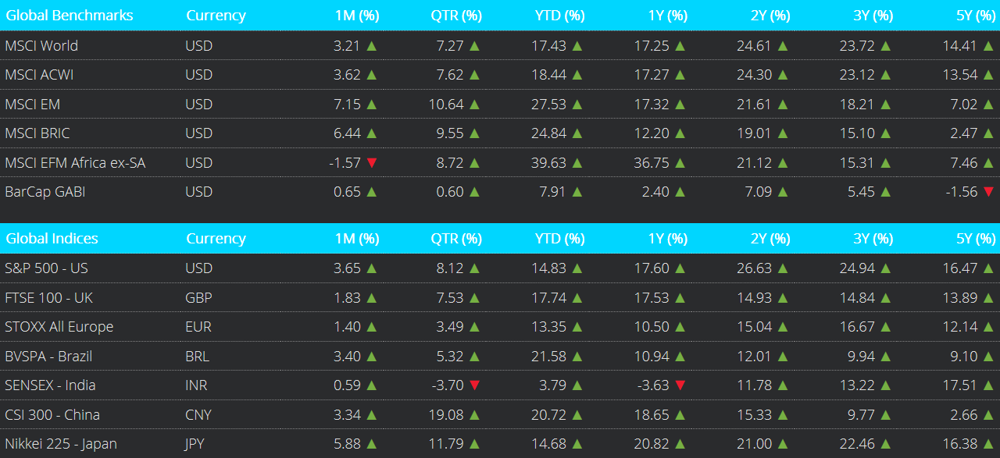 Global Benchmarks Currency 1M (%) QTR (%) YTD (%) 1Y (%) 2Y (%) 3Y (%) 5Y (%)
MSCI World USD 3.21 ▲ 7.27 ▲ 17.43 ▲ 17.25 ▲ 24.61 ▲ 23.72 ▲ 14.41 ▲
MSCI ACWI USD 3.62 ▲ 7.62 ▲ 18.44 ▲ 17.27 ▲ 24.30 ▲ 23.12 ▲ 13.54 ▲
MSCI EM USD 7.15 ▲ 10.64 ▲ 27.53 ▲ 17.32 ▲ 21.61 ▲ 18.21 ▲ 7.02 ▲
MSCI BRIC USD 6.44 ▲ 9.55 ▲ 24.84 ▲ 12.20 ▲ 19.01 ▲ 15.10 ▲ 2.47 ▲
MSCI EFM Africa ex-SA USD -1.57 ▼ 8.72 ▲ 39.63 ▲ 36.75 ▲ 21.12 ▲ 15.31 ▲ 7.46 ▲
BarCap GABI USD 0.65 ▲ 0.60 ▲ 7.91 ▲ 2.40 ▲ 7.09 ▲ 5.45 ▲ -1.56 ▼
Global Indices Currency 1M (%) QTR (%) YTD (%) 1Y (%) 2Y (%) 3Y (%) 5Y (%)
S&P 500 - US USD 3.65 ▲ 8.12 ▲ 14.83 ▲ 17.60 ▲ 26.63 ▲ 24.94 ▲ 16.47 ▲
FTSE 100 - UK GBP 1.83 ▲ 7.53 ▲ 17.74 ▲ 17.53 ▲ 14.93 ▲ 14.84 ▲ 13.89 ▲
STOXX All Europe EUR 1.40 ▲ 3.49 ▲ 13.35 ▲ 10.50 ▲ 15.04 ▲ 16.67 ▲ 12.14 ▲
BVSPA - Brazil BRL 3.40 ▲ 5.32 ▲ 21.58 ▲ 10.94 ▲ 12.01 ▲ 9.94 ▲ 9.10 ▲
SENSEX - India INR 0.59 ▲ -3.70 ▼ 3.79 ▲ -3.63 ▼ 11.78 ▲ 13.22 ▲ 17.51 ▲
CSI 300 - China CNY 3.34 ▲ 19.08 ▲ 20.72 ▲ 18.65 ▲ 15.33 ▲ 9.77 ▲ 2.66 ▲
Nikkei 225 - Japan JPY 5.88 ▲ 11.79 ▲ 14.68 ▲ 20.82 ▲ 21.00 ▲ 22.46 ▲ 16.38 ▲